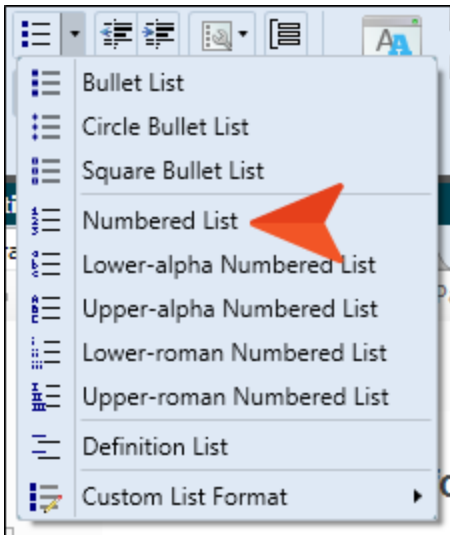 Bullet List
Circle Bullet List
Square Bullet List
Numbered List
Lower-alpha Numbered List
Upper-alpha Numbered List
Lower-roman Numbered List
Upper-roman Numbered List
Definition List
Custom List Format